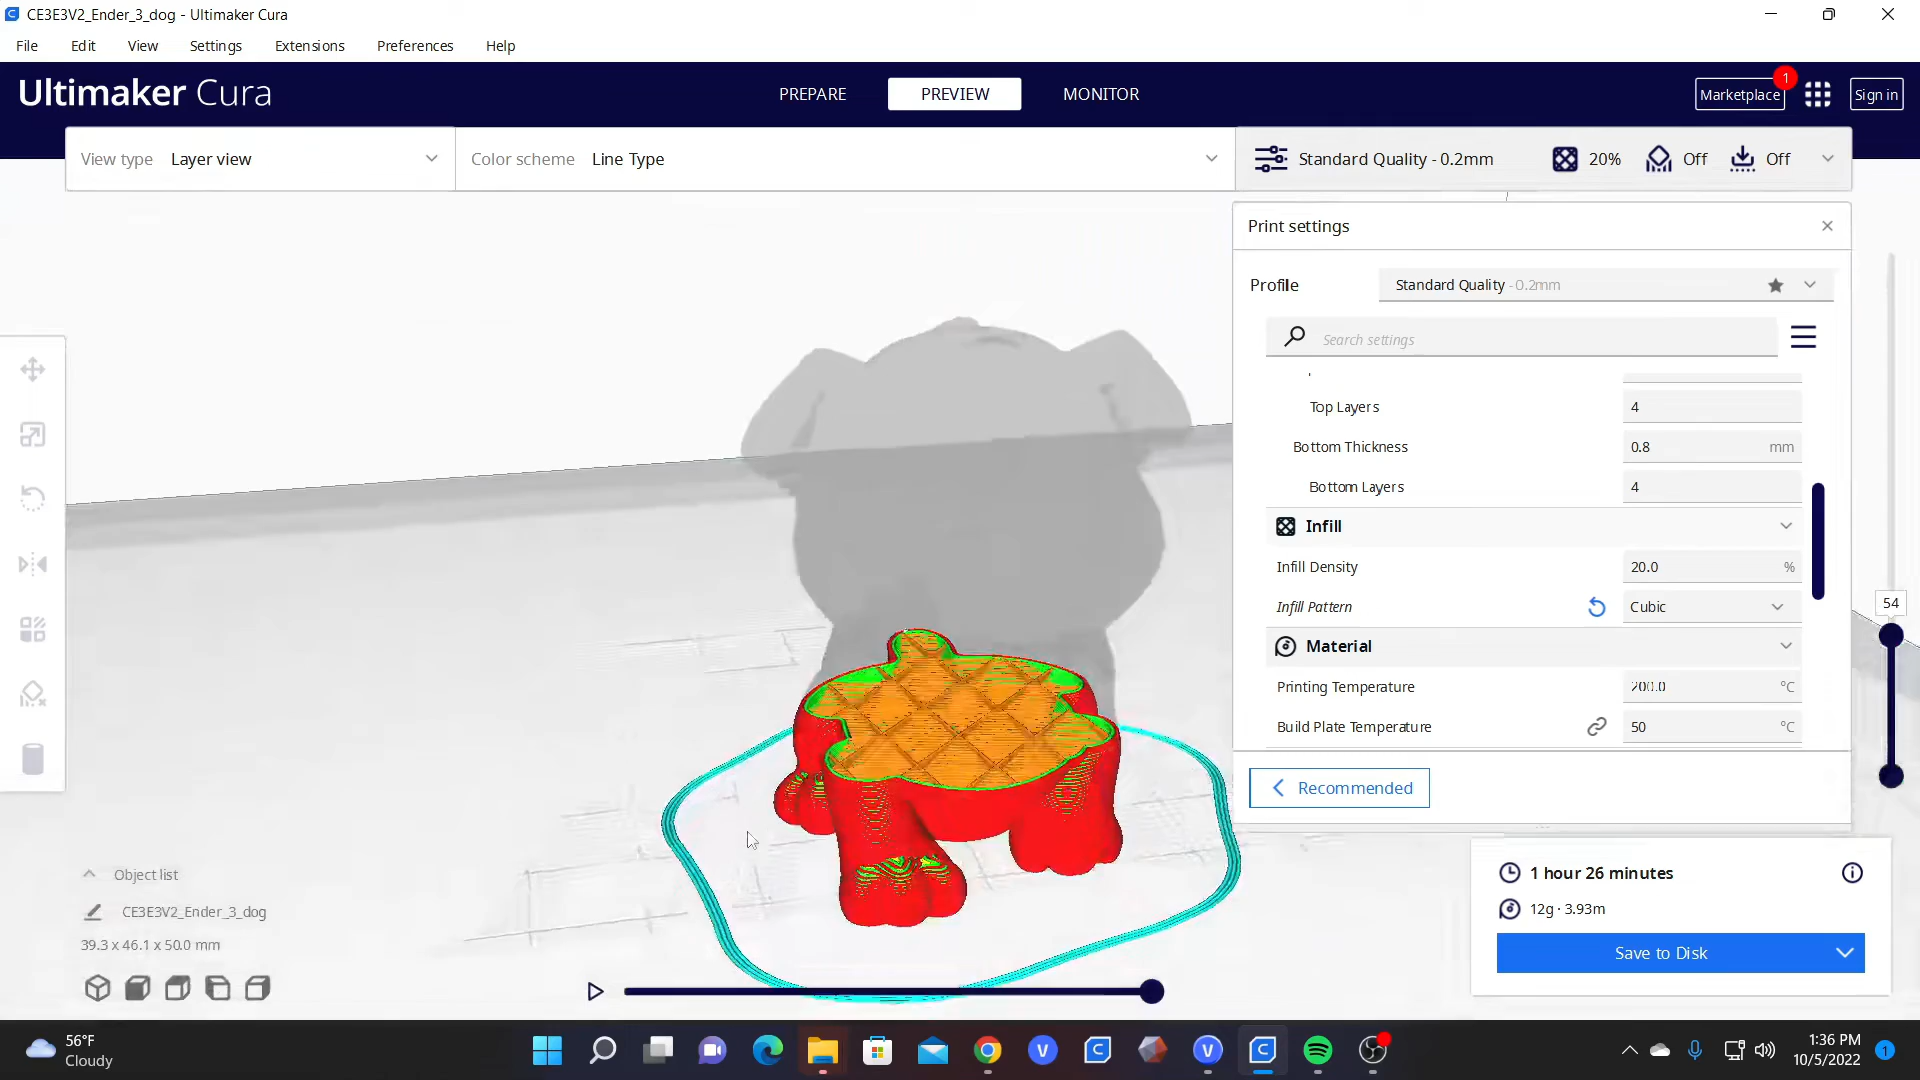 CE3E3V2_Ender_3_dog - Ultimaker Cura
File Edit View Settings Extensions Preferences Help
Ultimaker Cura
PREPARE PREVIEW MONITOR
Marketplace 1 Sign in
View type Layer view
Color scheme Line Type
Standard Quality - 0.2mm 20% Off Off
Print settings
Profile Standard Quality - 0.2mm
Search settings
Top Layers 4
Bottom Thickness 0.8 mm
Bottom Layers 4
Infill
Infill Density 20.0 %
Infill Pattern Cubic
54
Material
Printing Temperature 200.0 °C
Build Plate Temperature 50 °C
Recommended
Object list
CE3E3V2_Ender_3_dog
39.3 x 46.1 x 50.0 mm
1 hour 26 minutes
12g · 3.93m
Save to Disk
56°F
Cloudy
1:36 PM
10/5/2022
1